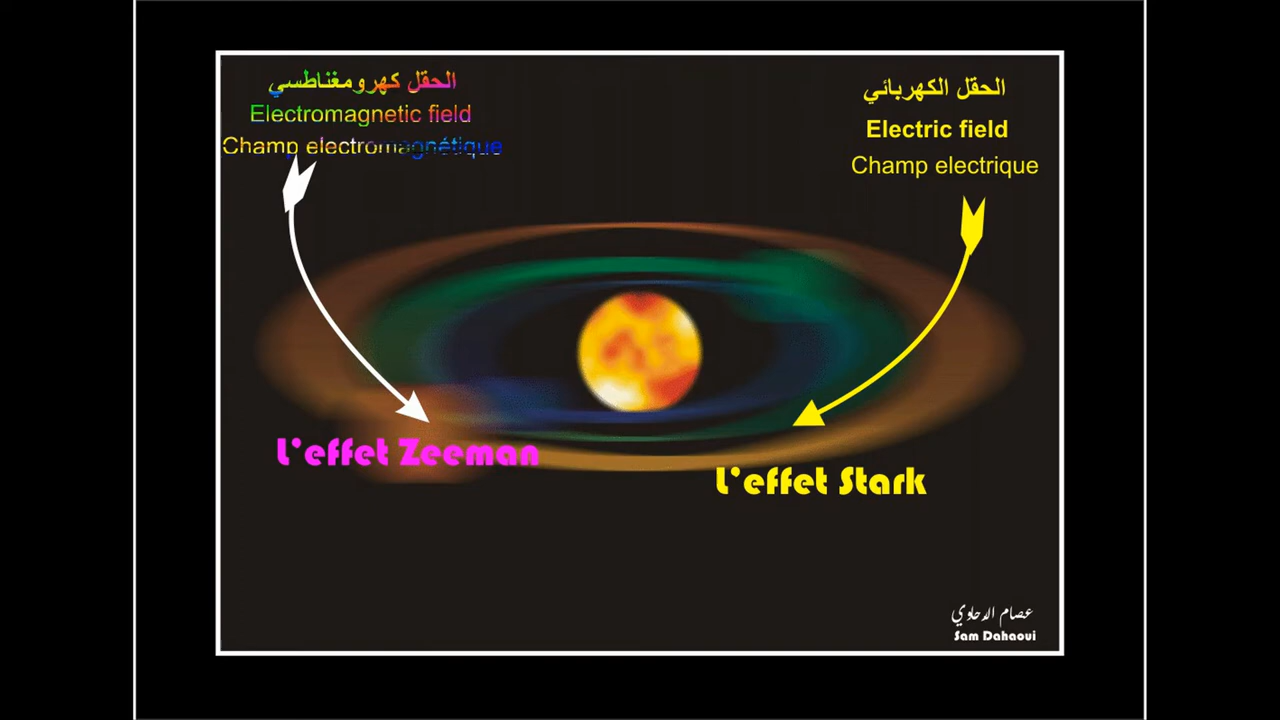 الحقل كهرومغناطسي
Electromagnetic field
Champ electromagnétique
الحقل الكهربائي
Electric field
Champ electrique
L'effet Zeeman
L'effet Stark
عصام الدحاوي
Sam Dahaoui